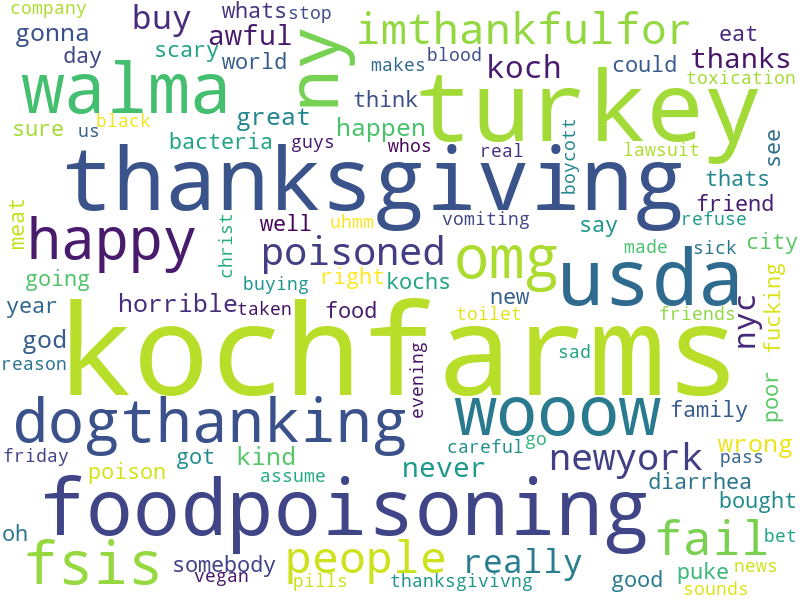 company
whats
stop
gonna
buy
awful
imthankfulfor
eat
day
scary
world
ny
makes
blood
koch
could
thanks
walma
think
turkey
toxication
sure
us
black
great
bacteria
guys
happen
whos
real
boycott
lawsuit
see
thanksgiving
thats
meat
happy
christ
well
uhmm
vomiting
say
refuse
friend
poisoned
omg
made
sick
city
going
buying
right
kochs
usda
year
horrible
taken
food
new
toilet
friends
nyc
fucking
god
kochfarms
reason
sad
evening
dogthanking
wooow
family
poor
friday
got
kind
careful
go
newyork
wrong
pass
poison
assume
never
diarrhea
bought
foodpoisoning
oh
fail
bet
fsis
somebody
people
really
vegan
pills
thanksgivivng
good
puke
news
sounds